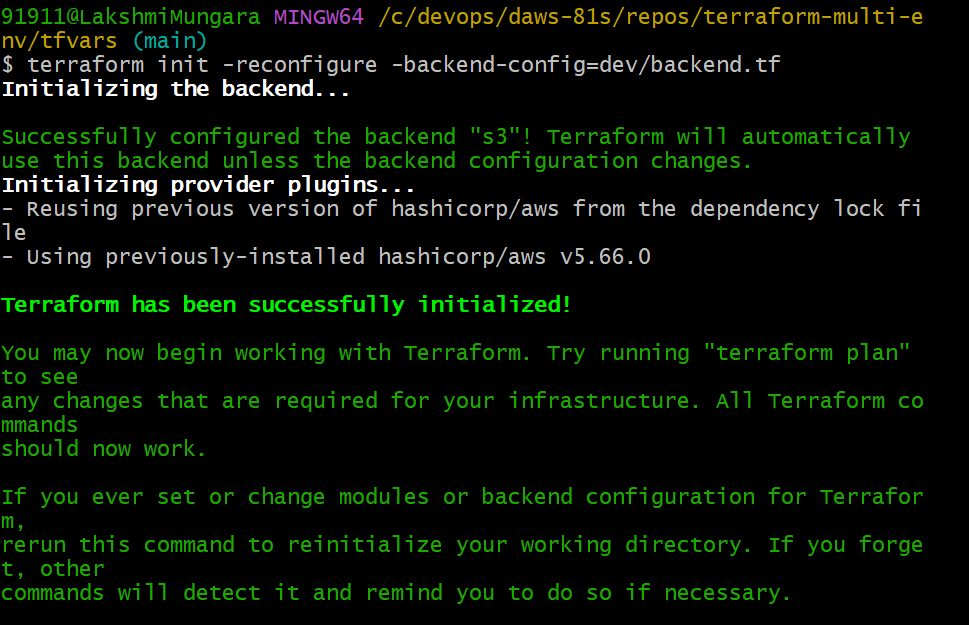 91911@LakshmiMungara MINGW64 /c/devops/daws-81s/repos/terraform-multi-e
nv/tfvars (main)
$ terraform init -reconfigure -backend-config=dev/backend.tf
Initializing the backend...
Successfully configured the backend "s3"! Terraform will automatically
use this backend unless the backend configuration changes.
Initializing provider plugins...
- Reusing previous version of hashicorp/aws from the dependency lock fi
le
- Using previously-installed hashicorp/aws v5.66.0
Terraform has been successfully initialized!
You may now begin working with Terraform. Try running "terraform plan"
to see
any changes that are required for your infrastructure. All Terraform co
mmands
should now work.
If you ever set or change modules or backend configuration for Terrafor
m,
rerun this command to reinitialize your working directory. If you forge
t, other
commands will detect it and remind you to do so if necessary.